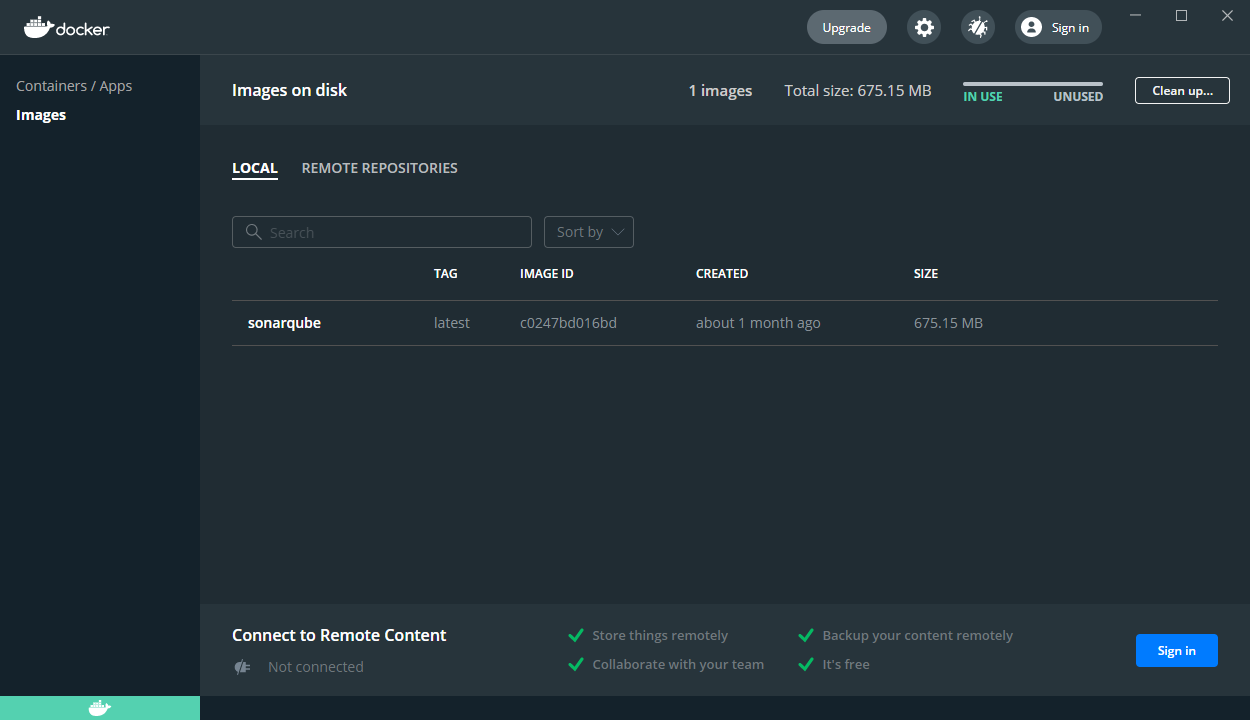 docker
Upgrade
Sign in
Containers / Apps
Images
Images on disk
1 images
Total size: 675.15 MB
IN USE
UNUSED
Clean up...
LOCAL
REMOTE REPOSITORIES
Search
Sort by
TAG IMAGE ID CREATED SIZE
sonarqube latest c0247bd016bd about 1 month ago 675.15 MB
Connect to Remote Content
Not connected
Store things remotely
Collaborate with your team
Backup your content remotely
It's free
Sign in